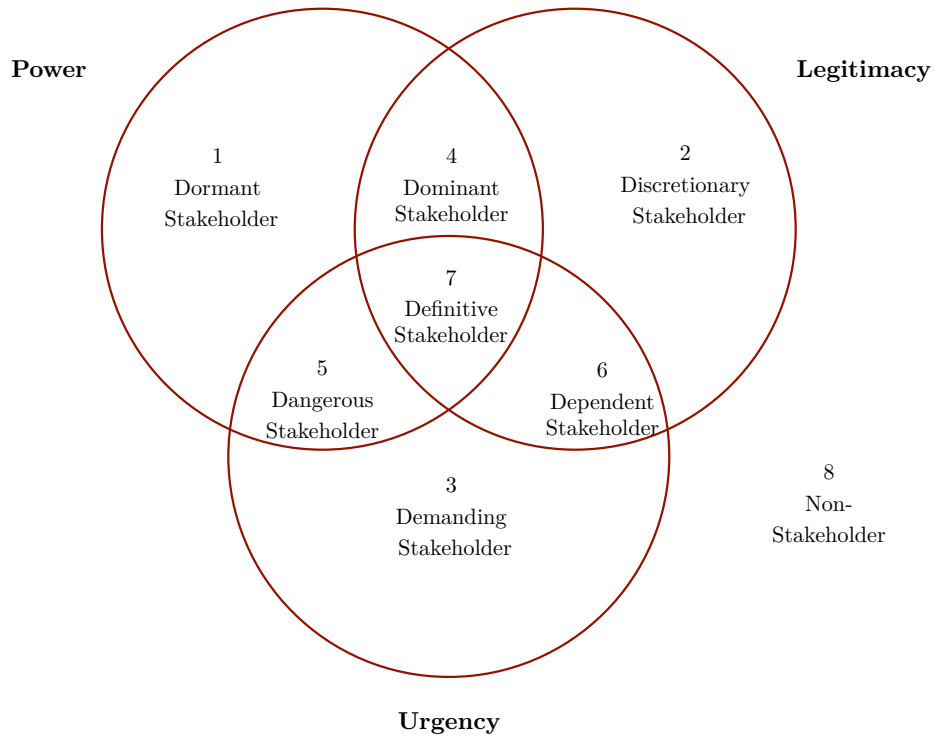 Power
Legitimacy
1
Dormant
Stakeholder
4
Dominant
Stakeholder
2
Discretionary
Stakeholder
7
Definitive
Stakeholder
5
Dangerous
Stakeholder
6
Dependent
Stakeholder
3
Demanding
Stakeholder
8
Non-
Stakeholder
Urgency